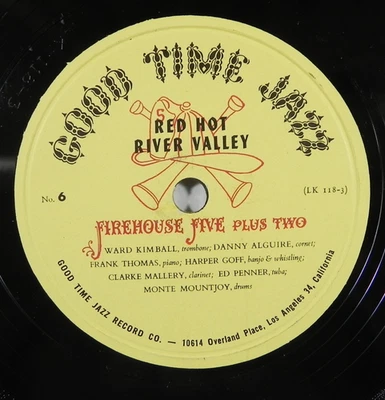 GOOD TIME JAZZ
RED HOT
RIVER VALLEY
No. 6
(LK 118-3)
FIREHOUSE FIVE PLUS TWO
WARD KIMBALL, trombone; DANNY ALGUIRE, cornet;
FRANK THOMAS, piano; HARPER GOFF, banjo & whistling;
CLARKE MALLERY, clarinet; ED PENNER, tuba;
MONTE MOUNTJOY, drums
GOOD TIME JAZZ RECORD CO. — 10614 Overland Place, Los Angeles 34, California